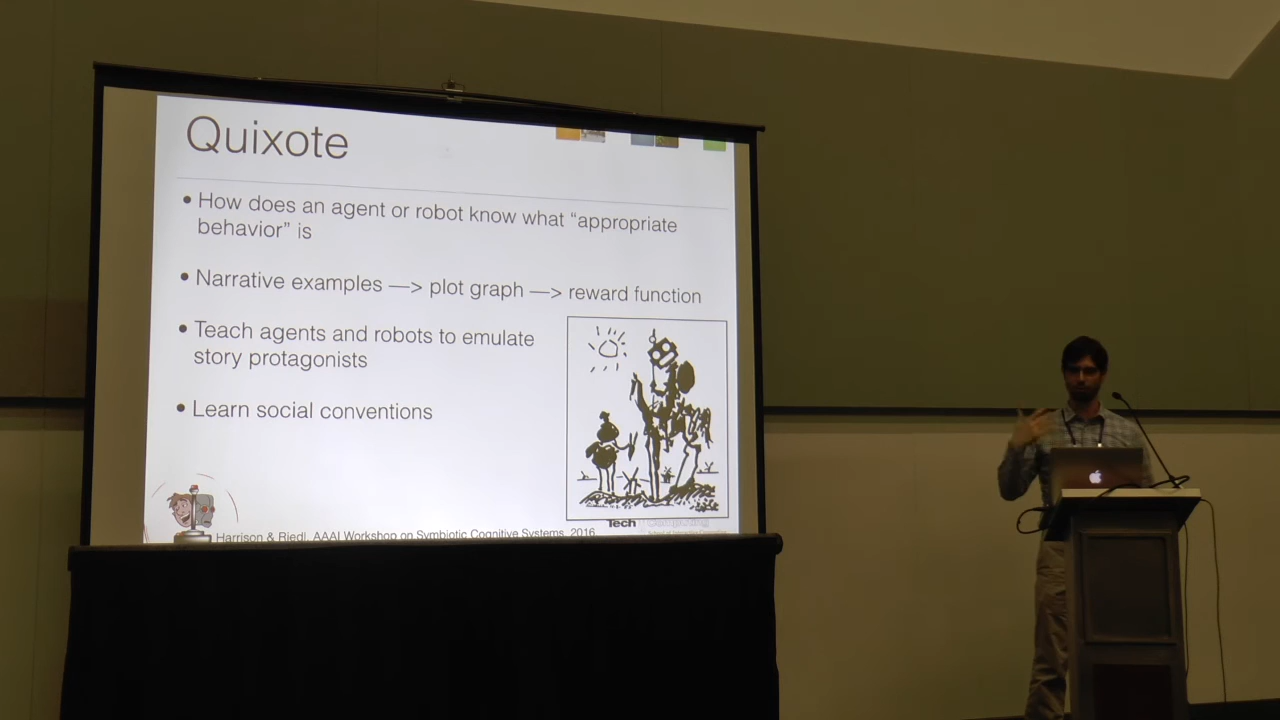 Quixote
• How does an agent or robot know what “appropriate
behavior” is
• Narrative examples —> plot graph —> reward function
• Teach agents and robots to emulate
story protagonists
• Learn social conventions
Tech Computing
Harrison & Riedl, AAAI Workshop on Symbiotic Cognitive Systems, 2016